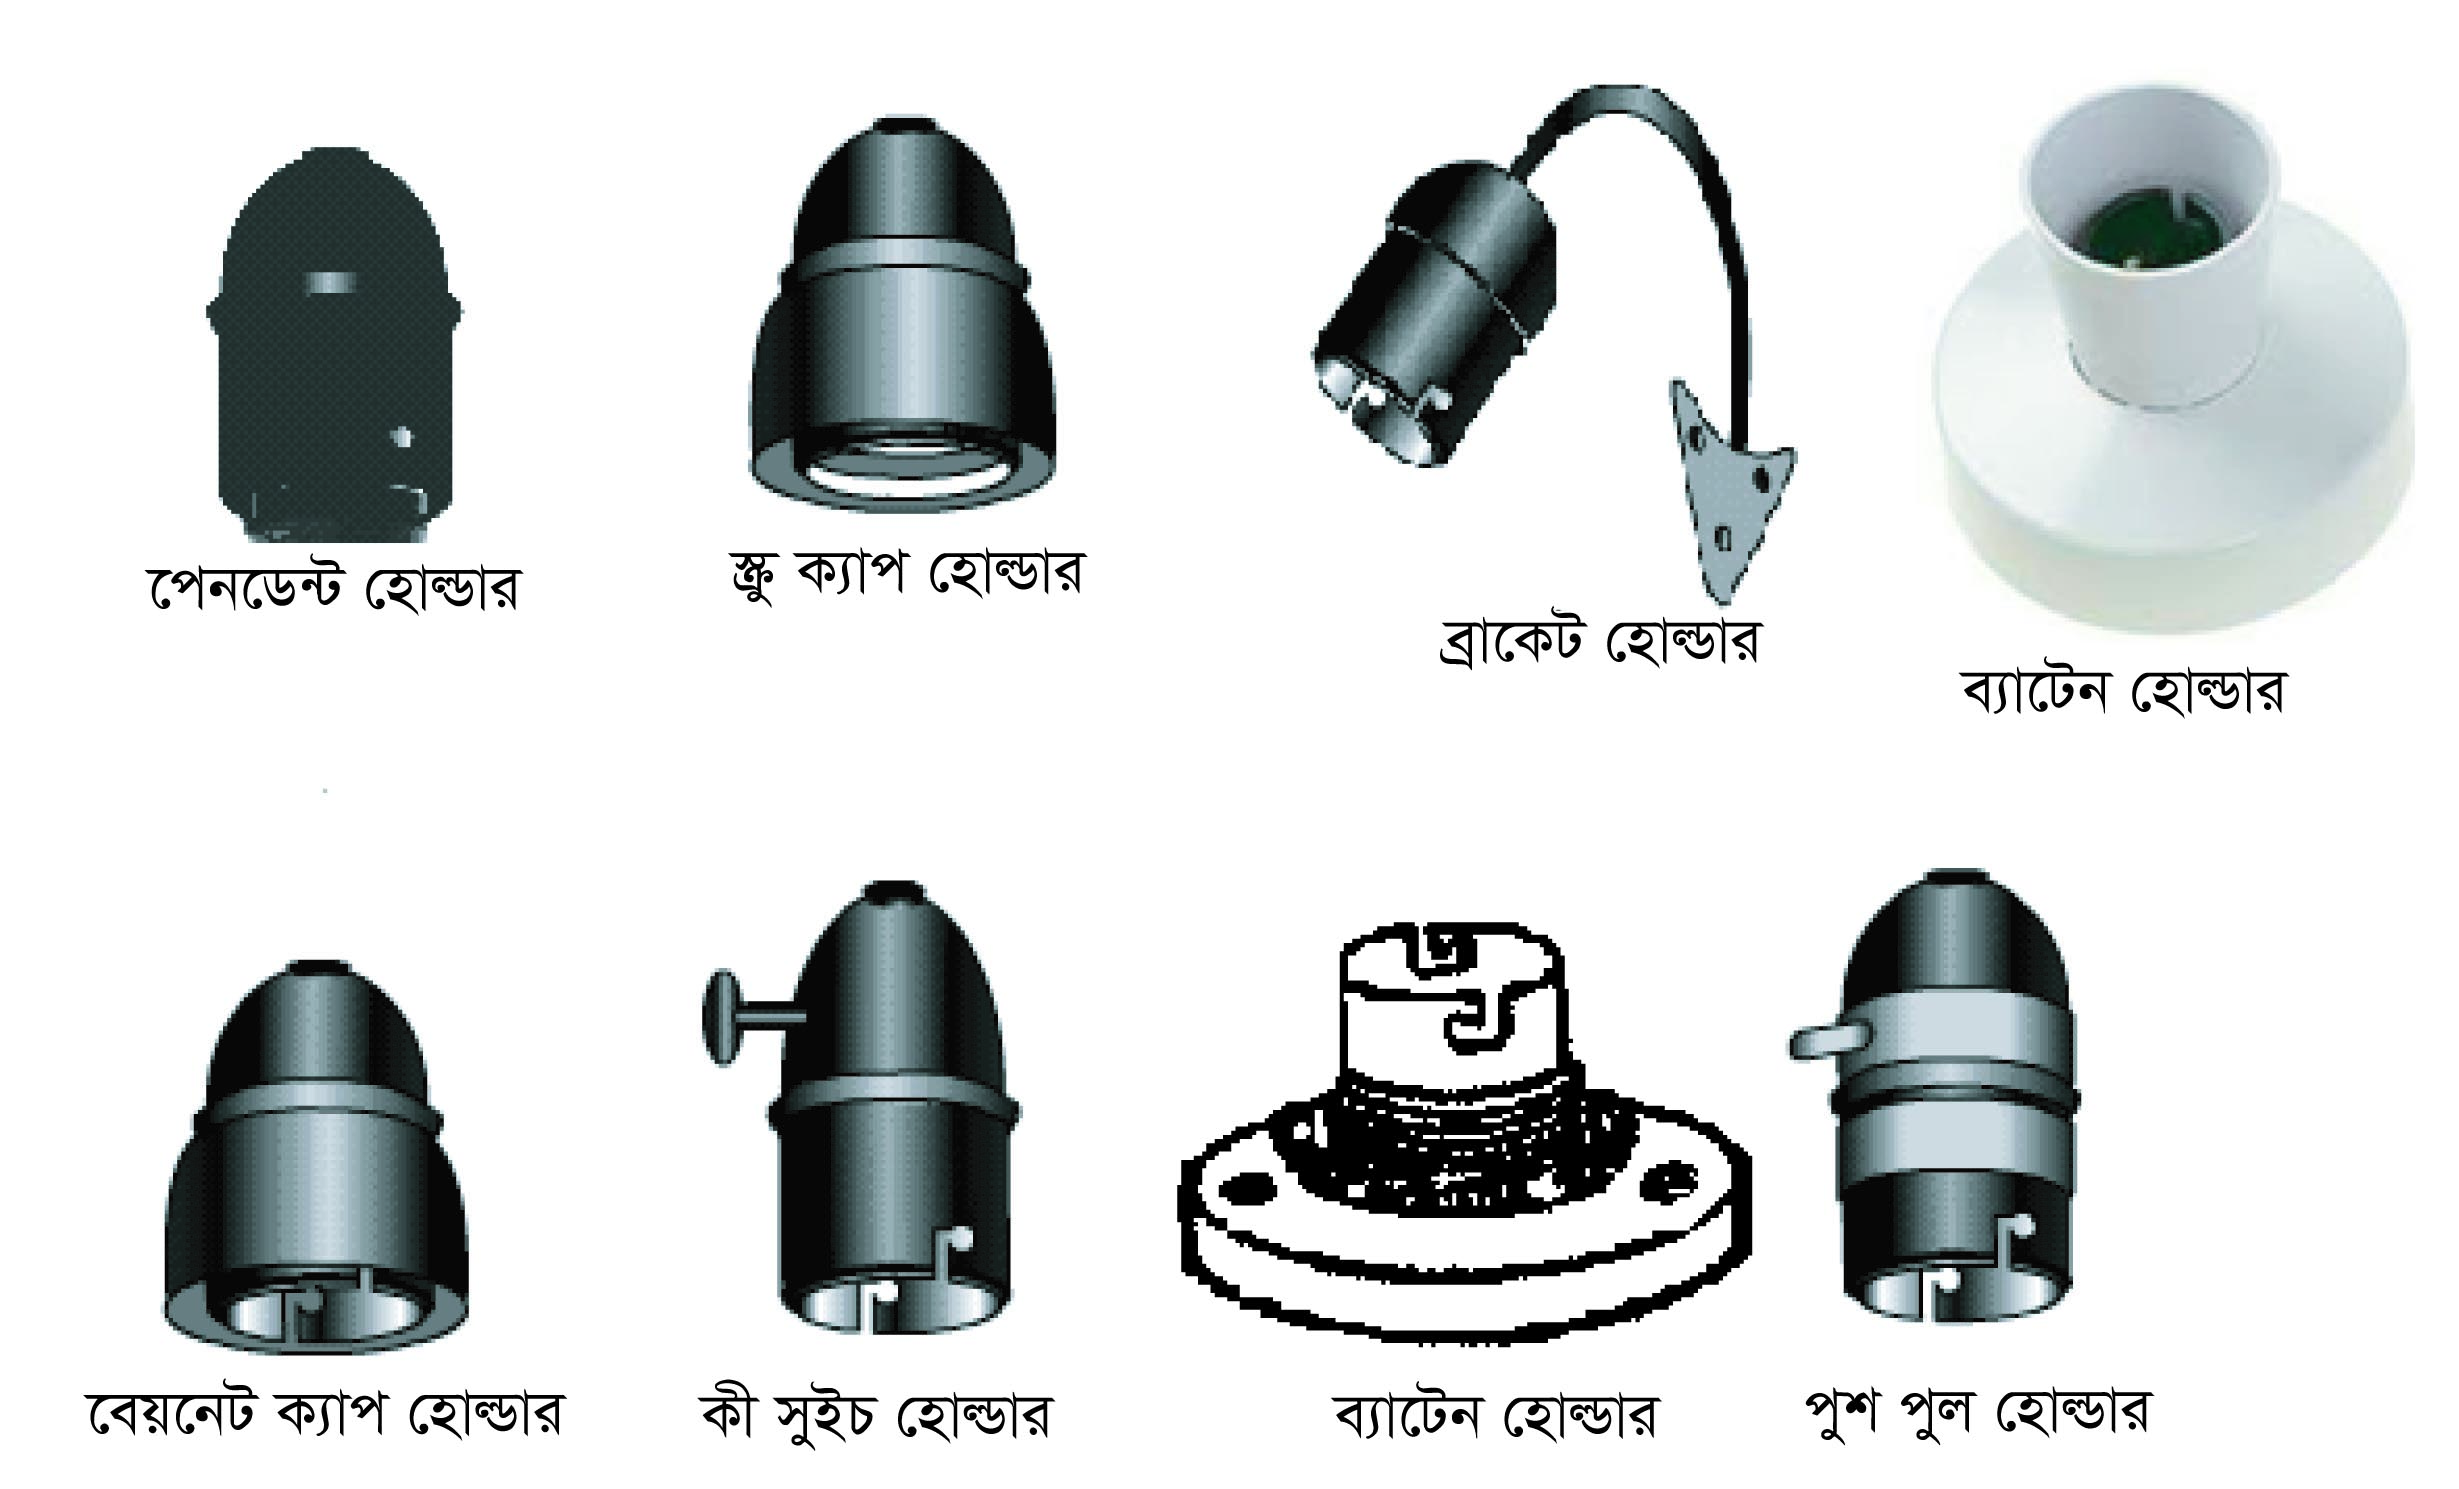 পেনডেন্ট হোল্ডার
স্ক্রু ক্যাপ হোল্ডার
ব্রাকেট হোল্ডার
ব্যাটেন হোল্ডার
বেয়নেট ক্যাপ হোল্ডার
কী সুইচ হোল্ডার
ব্যাটেন হোল্ডার
পুশ পুল হোল্ডার